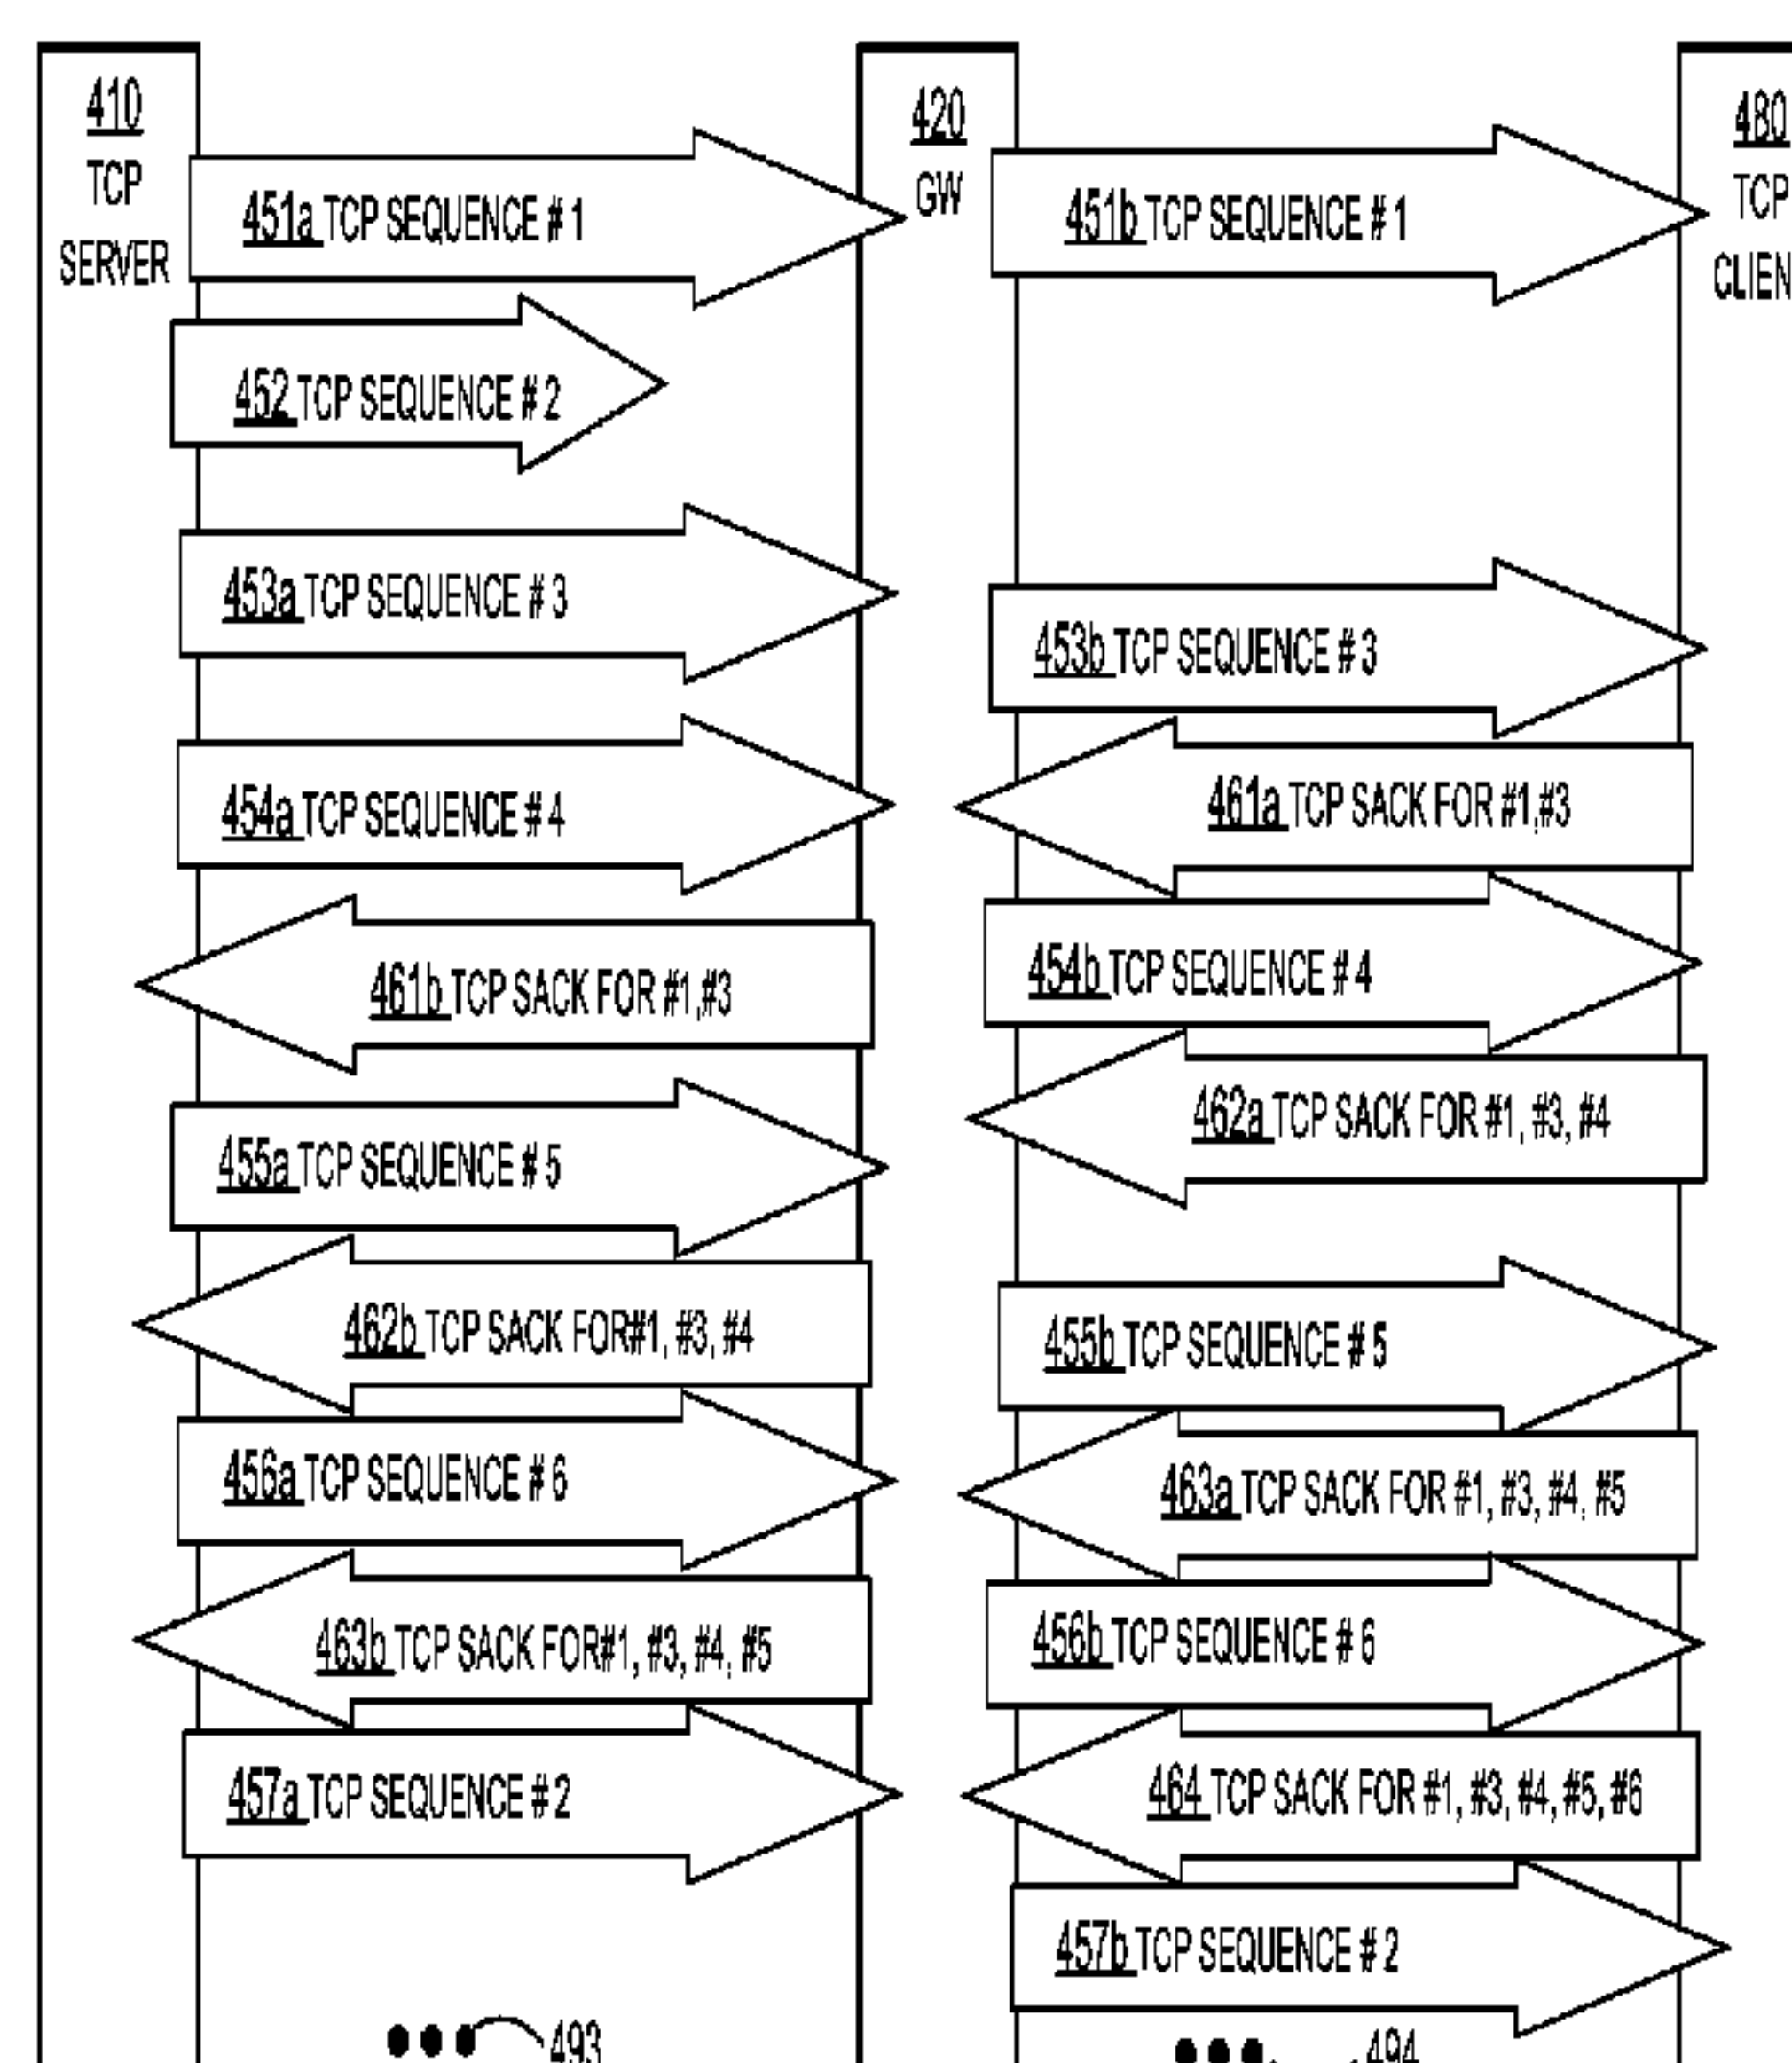 410
TCP
SERVER
420
GW
480
TCP
CLIEN
451a TCP SEQUENCE # 1
451b TCP SEQUENCE # 1
452 TCP SEQUENCE # 2
453a TCP SEQUENCE # 3
453b TCP SEQUENCE # 3
454a TCP SEQUENCE # 4
461a TCP SACK FOR #1,#3
461b TCP SACK FOR #1,#3
454b TCP SEQUENCE # 4
462a TCP SACK FOR #1, #3, #4
455a TCP SEQUENCE # 5
462b TCP SACK FOR#1, #3, #4
455b TCP SEQUENCE # 5
456a TCP SEQUENCE # 6
463a TCP SACK FOR #1, #3, #4, #5
463b TCP SACK FOR#1, #3, #4, #5
456b TCP SEQUENCE # 6
457a TCP SEQUENCE # 2
464 TCP SACK FOR #1, #3, #4, #5, #6
457b TCP SEQUENCE # 2
493
494